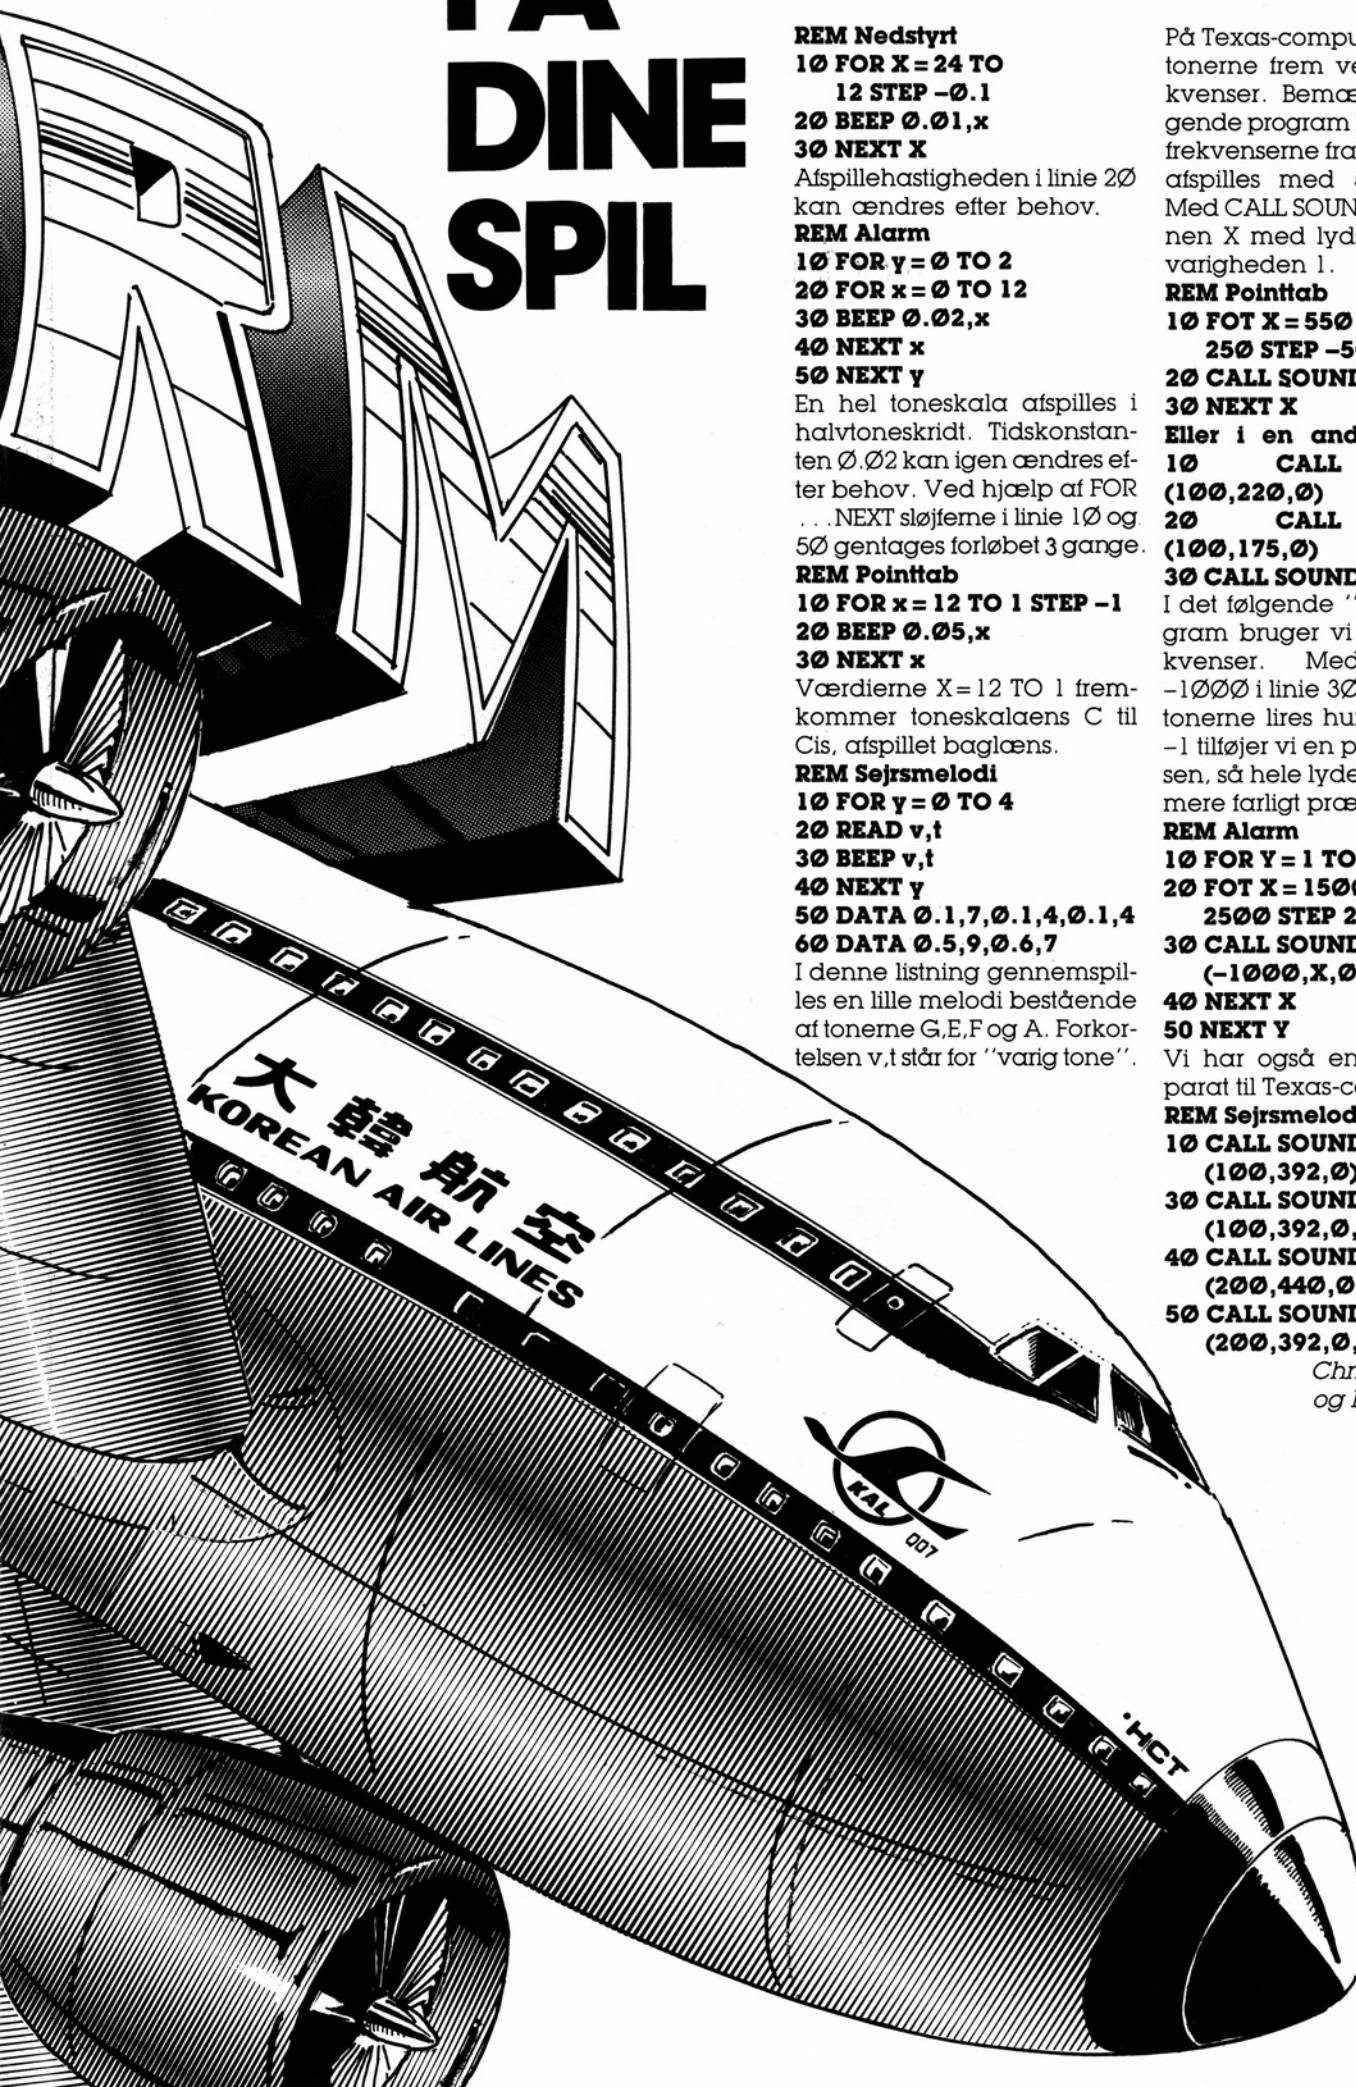 DINE
SPIL
REM Nedstyrt
1Ø FOR X = 24 TO
12 STEP –Ø.1
2Ø BEEP Ø.Ø1,x
3Ø NEXT X
Afspillehastigheden i linie 2Ø
kan ændres efter behov.
REM Alarm
1Ø FOR y = Ø TO 2
2Ø FOR x = Ø TO 12
3Ø BEEP Ø.Ø2,x
4Ø NEXT x
5Ø NEXT y
En hel toneskala afspilles i
halvtoneskridt. Tidskonstan-
ten Ø.Ø2 kan igen ændres ef-
ter behov. Ved hjælp af FOR
...NEXT sløjferne i linie 1Ø og
5Ø gentages forløbet 3 gange.
REM Pointtab
1Ø FOR x = 12 TO 1 STEP –1
2Ø BEEP Ø.Ø5,x
3Ø NEXT x
Værdierne X=12 TO 1 frem-
kommer toneskalaens C til
Cis, afspillet baglæns.
REM Sejrsmelodi
1Ø FOR y = Ø TO 4
2Ø READ v,t
3Ø BEEP v,t
4Ø NEXT y
5Ø DATA Ø.1,7,Ø.1,4,Ø.1,4
6Ø DATA Ø.5,9,Ø.6,7
I denne listning gennemspil-
les en lille melodi bestående
af tonerne G,E,F og A. Forkor-
telsen v,t står for ''varig tone''.
På Texas-compu
tonerne frem ve
kvenser. Bemæ
gende program
frekvenserne fra
afspilles med
Med CALL SOUN
nen X med lyds
varigheden 1.
REM Pointtab
1Ø FOT X = 55Ø
25Ø STEP –5
2Ø CALL SOUND
3Ø NEXT X
Eller i en and
1Ø CALL
(1ØØ,22Ø,Ø)
2Ø CALL
(1ØØ,175,Ø)
3Ø CALL SOUND
I det følgende ''
gram bruger vi
kvenser. Med
–1ØØØ i linie 3Ø
tonerne lires hu
–1 tilføjer vi en p
sen, så hele lyde
mere farligt præ
REM Alarm
1Ø FOR Y = 1 TO
2Ø FOT X = 15ØØ
25ØØ STEP 2
3Ø CALL SOUND
(–1ØØØ,X,Ø
4Ø NEXT X
5Ø NEXT Y
Vi har også en
parat til Texas-c
REM Sejrsmelod
1Ø CALL SOUND
(1ØØ,392,Ø)
3Ø CALL SOUND
(1ØØ,392,Ø,
4Ø CALL SOUND
(2ØØ,44Ø,Ø
5Ø CALL SOUND
(2ØØ,392,Ø,
Chr
og
大韓航空
KOREAN AIR LINES
KAL
007
HCT